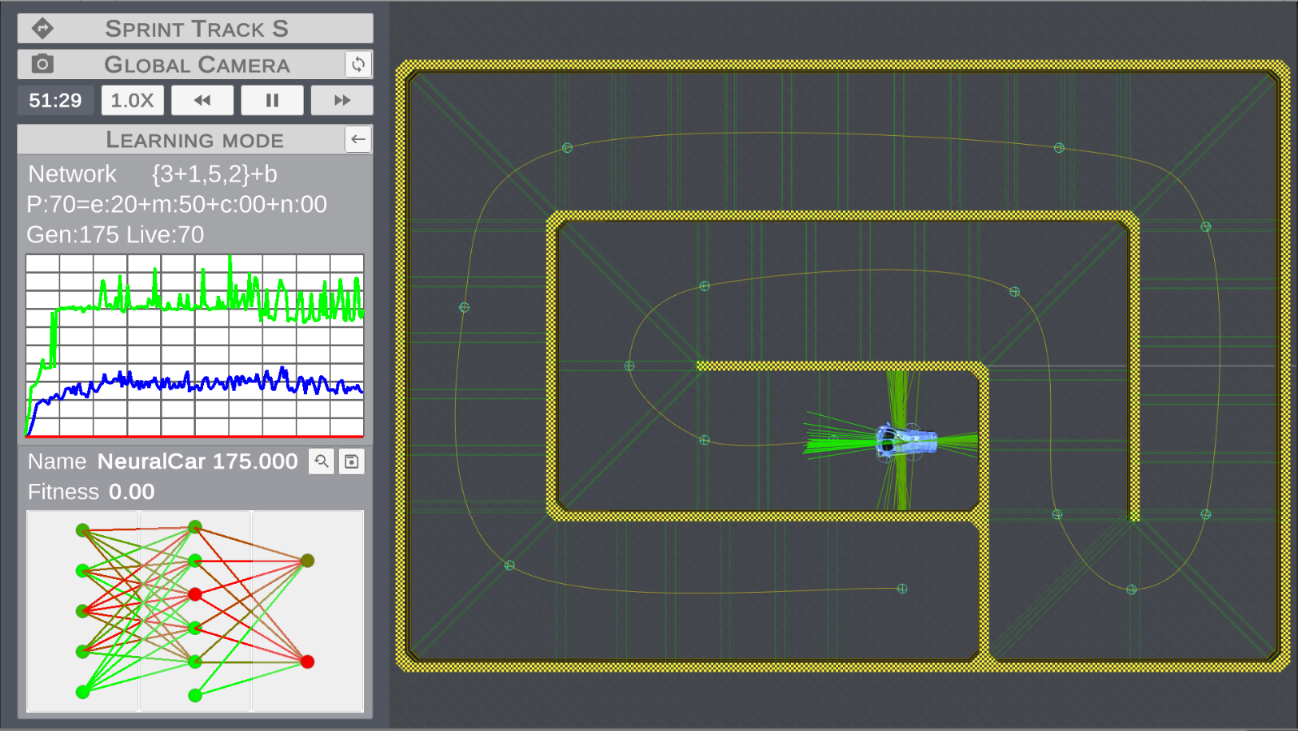 Sprint Track S
Global Camera
51:29 1.0X
Learning mode
Network {3+1,5,2}+b
P:70=e:20+m:50+c:00+n:00
Gen:175 Live:70
Name NeuralCar 175.000
Fitness 0.00